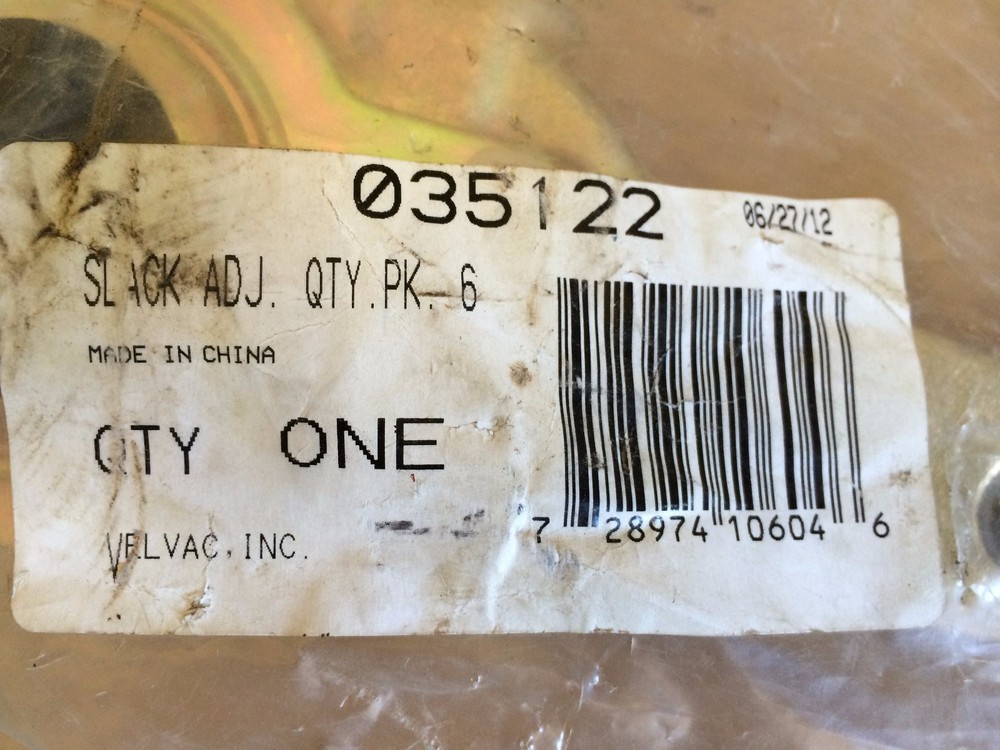 035122
06/27/12
SLACK ADJ. QTY.PK. 6
MADE IN CHINA
QTY ONE
VELVAC, INC.
7 28974 10604 6